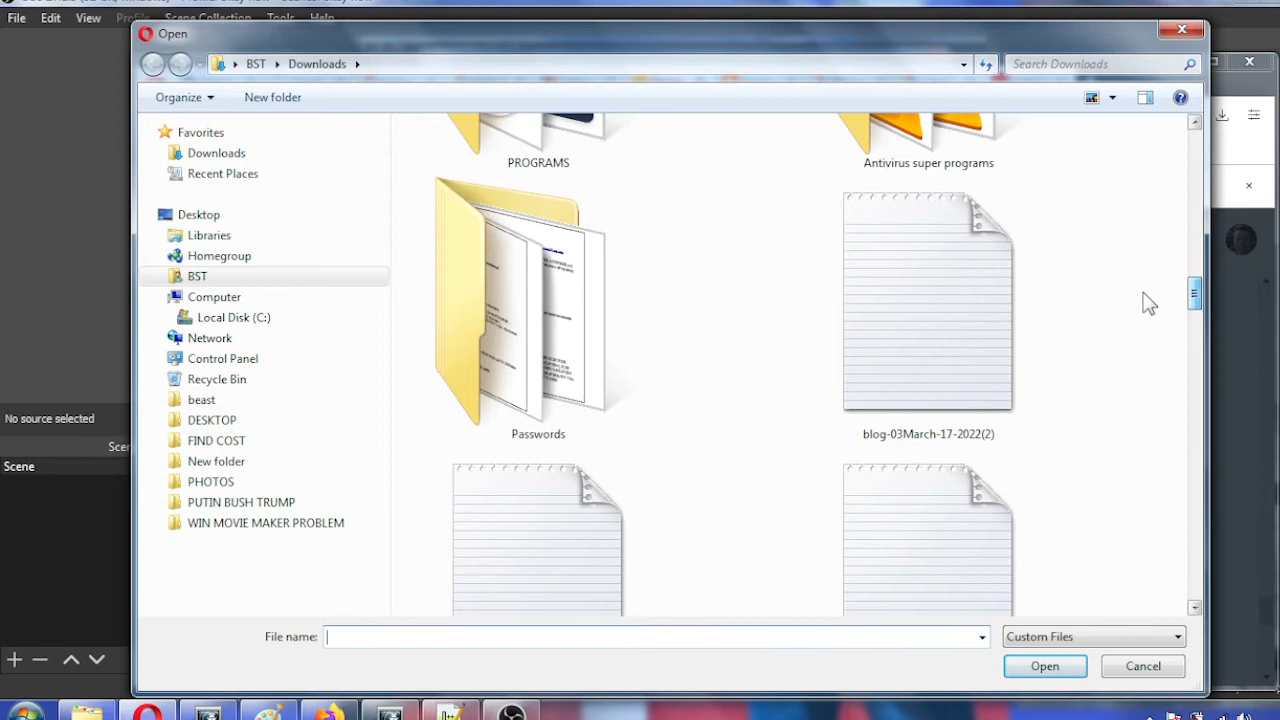 File Edit View Profile Scene Collection Tools Help
Open
BST Downloads
Search Downloads
Organize New folder
Favorites
Downloads
Recent Places
Desktop
Libraries
Homegroup
BST
Computer
Local Disk (C:)
Network
Control Panel
Recycle Bin
beast
DESKTOP
FIND COST
New folder
PHOTOS
PUTIN BUSH TRUMP
WIN MOVIE MAKER PROBLEM
PROGRAMS
Antivirus super programs
Passwords
blog-03March-17-2022(2)
No source selected
Scen
Scene
File name:
Custom Files
Open Cancel